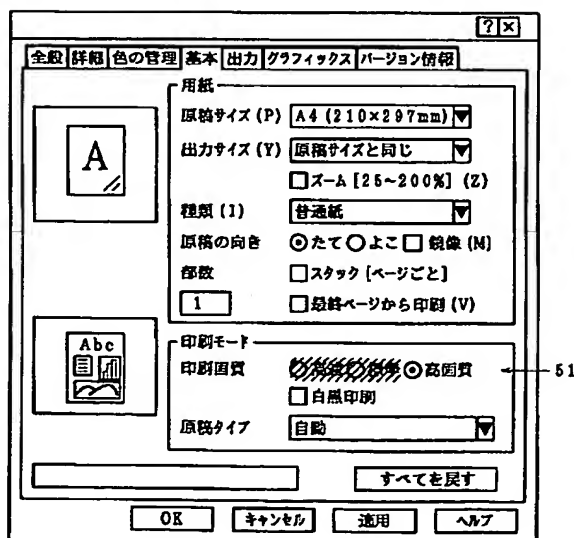 ? ×
全般 詳細 色の管理 基本 出力 グラフィックス バージョン情報
用紙
原稿サイズ (P) A4 (210×297mm)
A
出力サイズ (Y) 原稿サイズと同じ
ズーム [25~200%] (Z)
種類 (I) 普通紙
原稿の向き たて よこ 鏡像 (M)
部数 スタック [ページごと]
1 最終ページから印刷 (V)
印刷モード
Abc
印刷画質 高速 標準 高画質 51
白黒印刷
原稿タイプ 自動
すべてを戻す
OK キャンセル 適用 ヘルプ